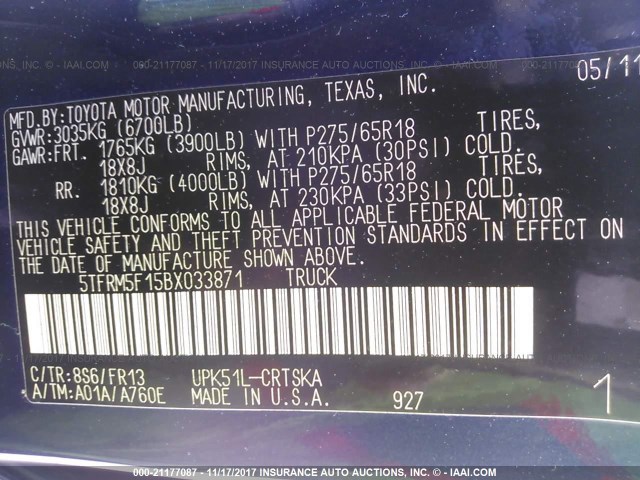 000-21177087 - 11/17/2017 INSURANCE AUTO AUCTIONS - © IAAI.COM
05/11
MFD.BY:TOYOTA MOTOR MANUFACTURING, TEXAS, INC.
GVWR:3035KG (6700LB)
GAWR:FRT. 1765KG (3900LB) WITH P275/65R18 TIRES,
18X8J RIMS, AT 210KPA (30PSI) COLD.
RR. 1810KG (4000LB) WITH P275/65R18 TIRES,
18X8J RIMS, AT 230KPA (33PSI) COLD.
THIS VEHICLE CONFORMS TO ALL APPLICABLE FEDERAL MOTOR
VEHICLE SAFETY AND THEFT PREVENTION STANDARDS IN EFFECT ON
THE DATE OF MANUFACTURE SHOWN ABOVE.
5TFRM5F15BX033871 TRUCK
C/TR:8S6/FR13 UPK51L-CRTSKA
A/TM:A01A/A760E MADE IN U.S.A. 927 1
000-21177087 - 11/17/2017 INSURANCE AUTO AUCTIONS - © IAAI.COM